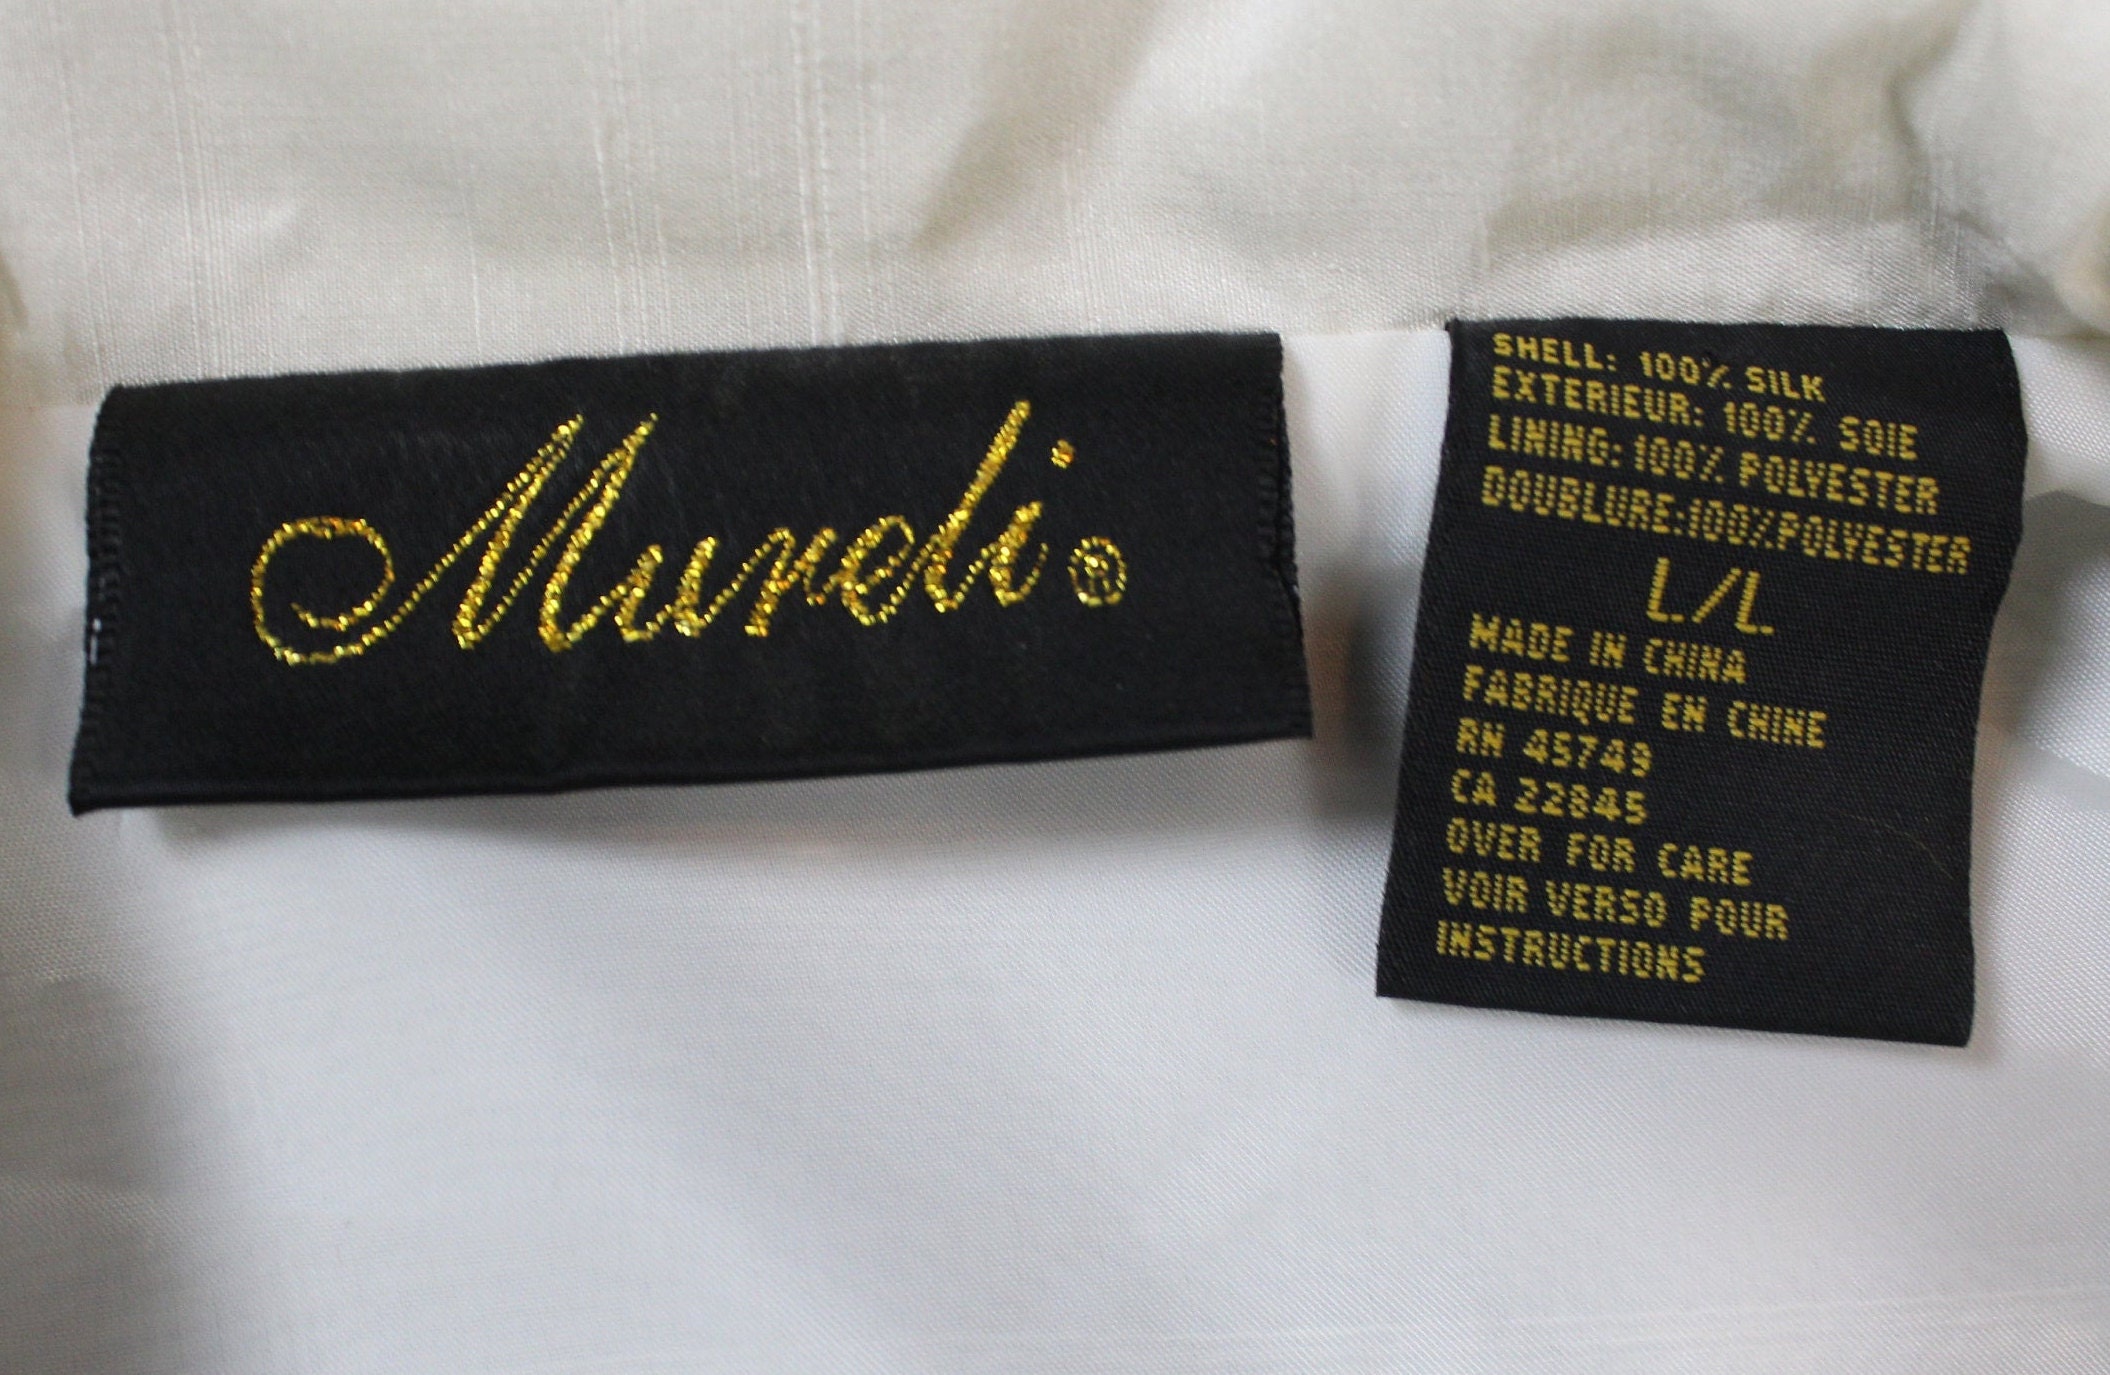 Mureli®
SHELL: 100% SILK
EXTERIEUR: 100% SOIE
LINING: 100% POLYESTER
DOUBLURE:100%POLYESTER
L/L
MADE IN CHINA
FABRIQUE EN CHINE
RN 45749
CA 22845
OVER FOR CARE
VOIR VERSO POUR
INSTRUCTIONS